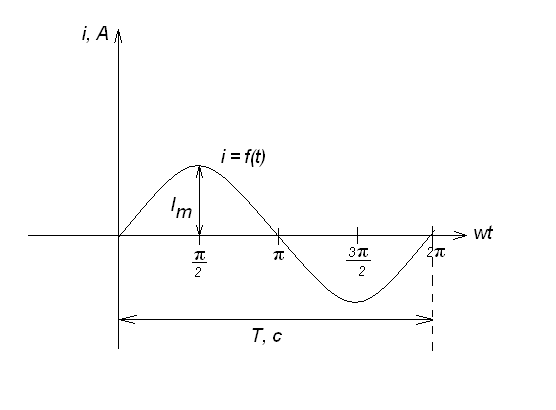 i, A
i = f(t)
Im
wt
π/2
π
3π/2
2π
T, c